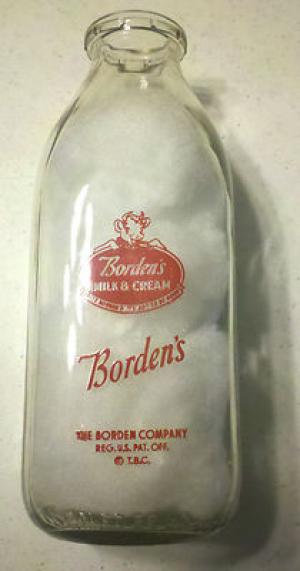 Borden's
MILK & CREAM
Borden's
THE BORDEN COMPANY
REG. U.S. PAT. OFF.
© T.B.C.